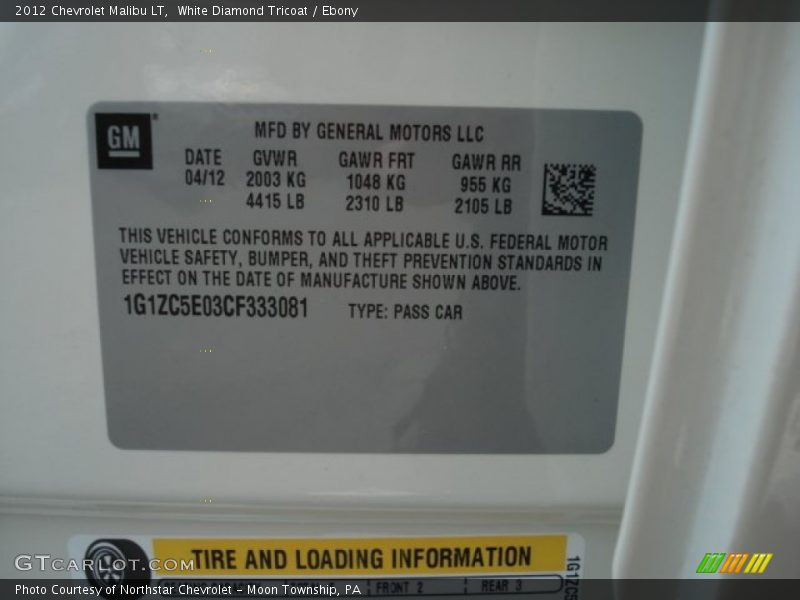 2012 Chevrolet Malibu LT,  White Diamond Tricoat / Ebony
GM
MFD BY GENERAL MOTORS LLC
DATE GVWR GAWR FRT GAWR RR
04/12 2003 KG 1048 KG 955 KG
4415 LB 2310 LB 2105 LB
THIS VEHICLE CONFORMS TO ALL APPLICABLE U.S. FEDERAL MOTOR
VEHICLE SAFETY, BUMPER, AND THEFT PREVENTION STANDARDS IN
EFFECT ON THE DATE OF MANUFACTURE SHOWN ABOVE.
1G1ZC5E03CF333081 TYPE: PASS CAR
TIRE AND LOADING INFORMATION
FRONT 2 REAR 3
1G1ZC5
GTcarlot.com
Photo Courtesy of Northstar Chevrolet - Moon Township, PA